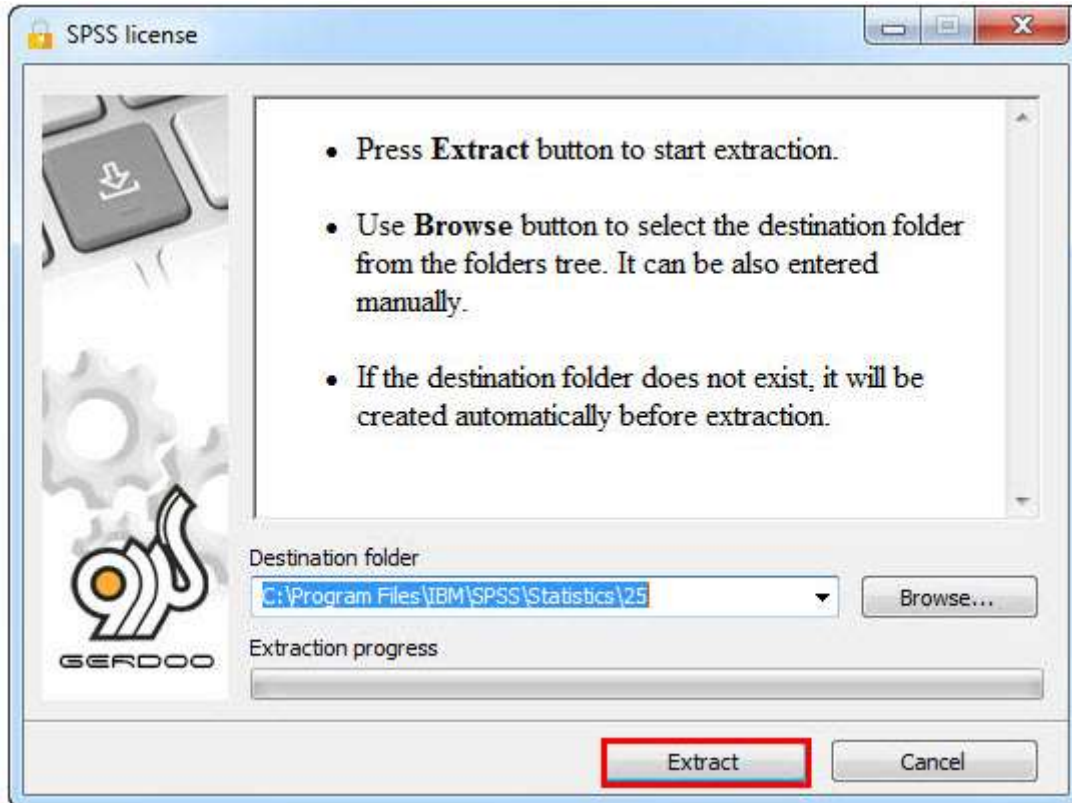 SPSS license
• Press Extract button to start extraction.
• Use Browse button to select the destination folder
from the folders tree. It can be also entered
manually.
• If the destination folder does not exist, it will be
created automatically before extraction.
Destination folder
C:\Program Files\IBM\SPSS\Statistics\25
Browse...
Extraction progress
GERDOO
Extract
Cancel